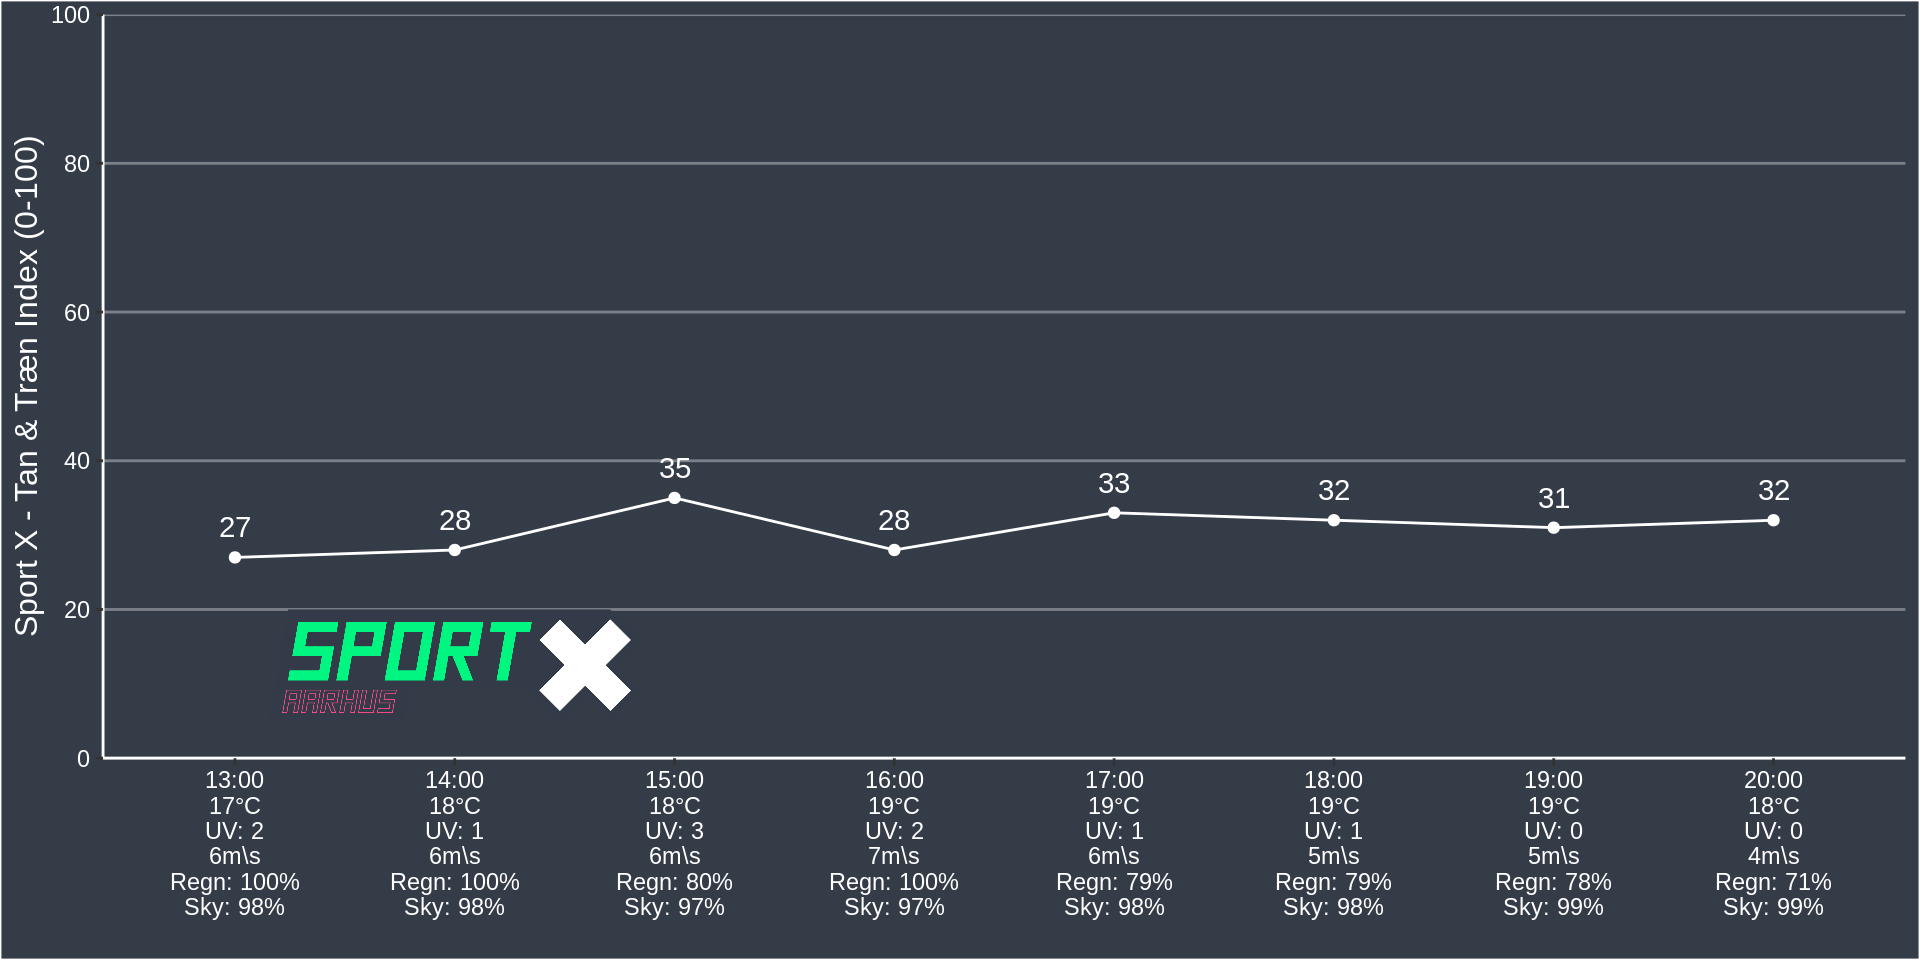 Sport X - Tan & Træn Index (0-100)
100
80
60
40
20
0
27
28
35
28
33
32
31
32
SPORT X
AARHUS
13:00 14:00 15:00 16:00 17:00 18:00 19:00 20:00
17°C 18°C 18°C 19°C 19°C 19°C 19°C 18°C
UV: 2 UV: 1 UV: 3 UV: 2 UV: 1 UV: 1 UV: 0 UV: 0
6m\s 6m\s 6m\s 7m\s 6m\s 5m\s 5m\s 4m\s
Regn: 100% Regn: 100% Regn: 80% Regn: 100% Regn: 79% Regn: 79% Regn: 78% Regn: 71%
Sky: 98% Sky: 98% Sky: 97% Sky: 97% Sky: 98% Sky: 98% Sky: 99% Sky: 99%